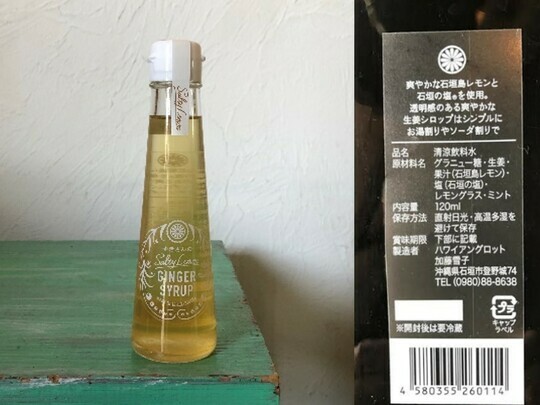 Salty Lemon
Salty Lemon
GINGER
SYRUP
爽やかな石垣島レモンと
石垣の塩®を使用。
透明感のある爽やかな
生姜シロップはシンプルに
お湯割りやソーダ割りで
品名 清涼飲料水
原材料名 グラニュー糖・生姜・
果汁(石垣島レモン)・
塩(石垣の塩)・
レモングラス・ミント
内容量 120ml
保存方法 直射日光・高温多湿を
避けて保存
賞味期限 下部に記載
製造者 ハワイアングロット
加藤雪子
沖縄県石垣市登野城74
TEL (0980)88-8638
プラ
キャップ
ラベル
※開封後は要冷蔵
4 580355 260114